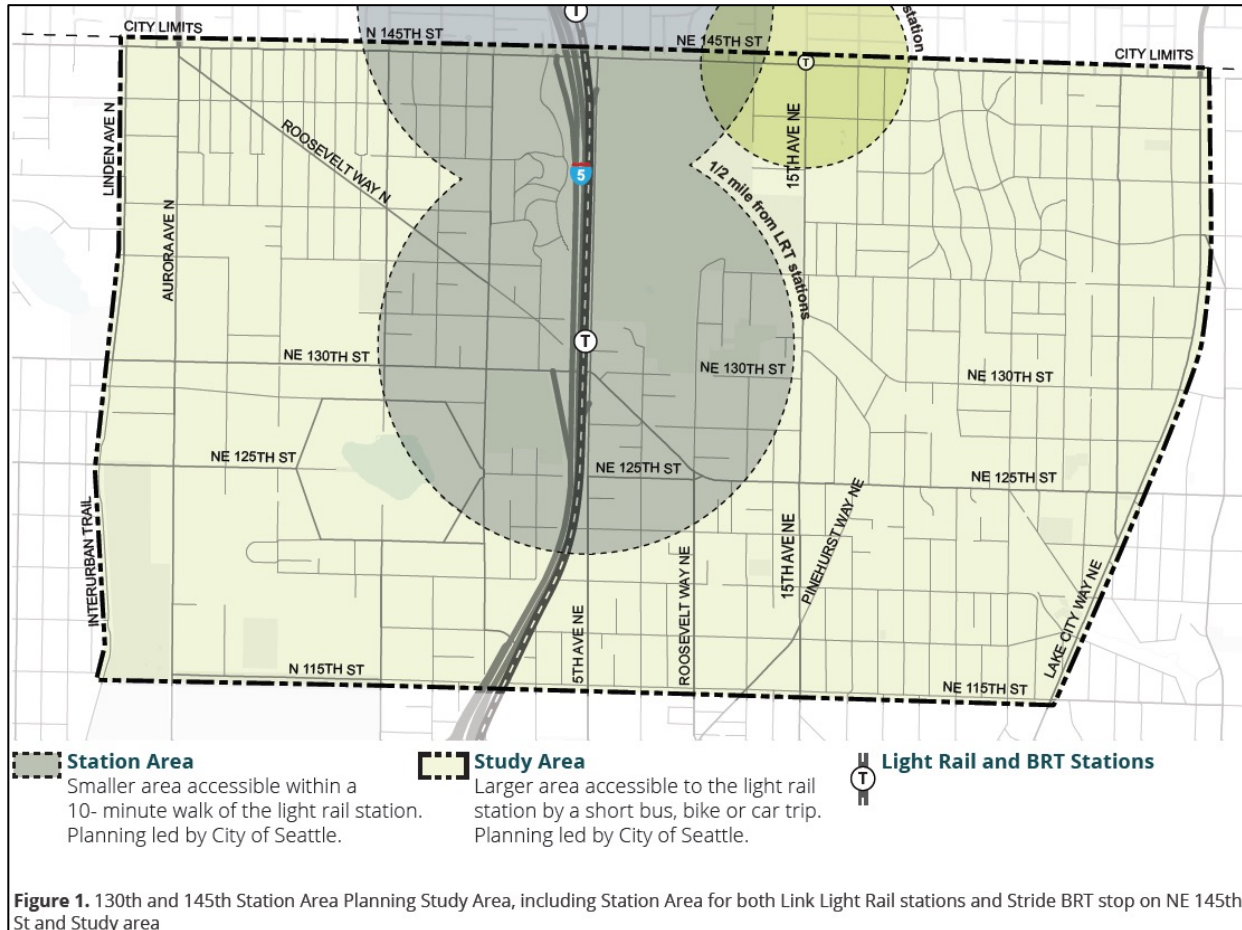 CITY LIMITS
N 145TH ST
T
NE 145TH ST
station
T
CITY LIMITS
LINDEN AVE N
ROOSEVELT WAY N
5
15TH AVE NE
1/2 mile from LRT stations
AURORA AVE N
T
NE 130TH ST
NE 130TH ST
NE 130TH ST
NE 125TH ST
NE 125TH ST
NE 125TH ST
INTERURBAN TRAIL
5TH AVE NE
ROOSEVELT WAY NE
15TH AVE NE
PINEHURST WAY NE
LAKE CITY WAY NE
N 115TH ST
NE 115TH ST
Station Area
Smaller area accessible within a
10- minute walk of the light rail station.
Planning led by City of Seattle.
Study Area
Larger area accessible to the light rail
station by a short bus, bike or car trip.
Planning led by City of Seattle.
T
Light Rail and BRT Stations
Figure 1. 130th and 145th Station Area Planning Study Area, including Station Area for both Link Light Rail stations and Stride BRT stop on NE 145th
St and Study area